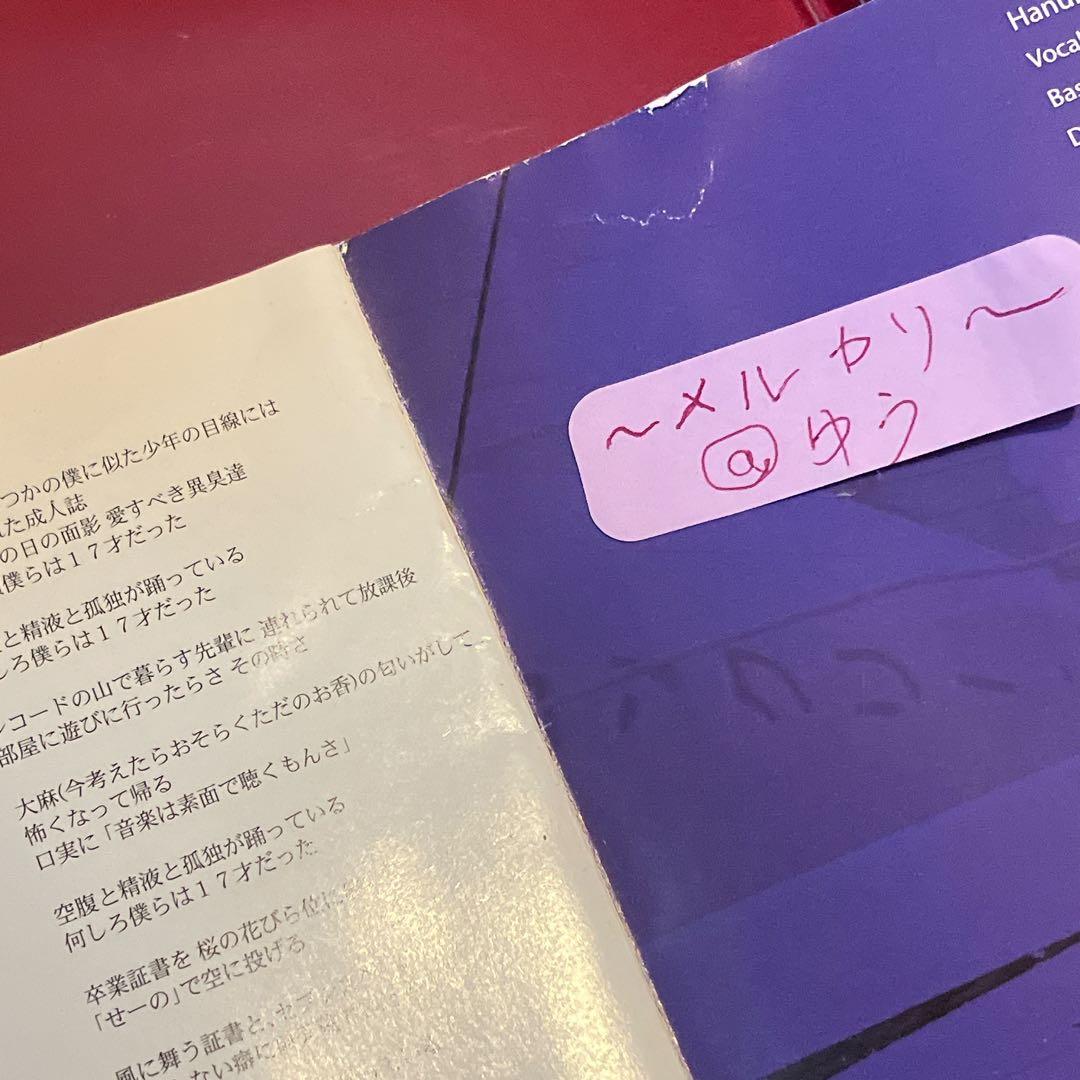 つかの僕に似た少年の目線には
れた成人誌
の日の面影 愛すべき異臭達
僕らは１７才だった
と精液と孤独が踊っている
しろ僕らは１７才だった
レコードの山で暮らす先輩に 連れられて放課後
部屋に遊びに行ったらさ その時さ
大麻(今考えたらおそらくただのお香)の匂いがして
怖くなって帰る
口実に「音楽は素面で聴くもんさ」
空腹と精液と孤独が踊っている
何しろ僕らは１７才だった
卒業証書を 桜の花びら位に
「せーの」で空に投げる
風に舞う証書と、
ない癖に
Vocal
Bas
D
〜メルカリ〜
@ゆう